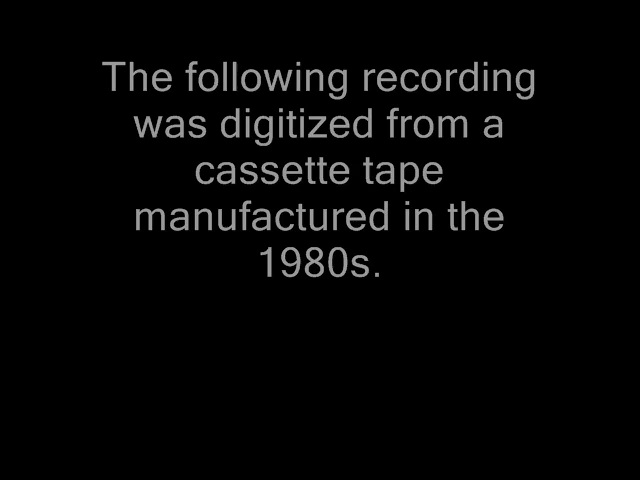 The following recording
was digitized from a
cassette tape
manufactured in the
1980s.